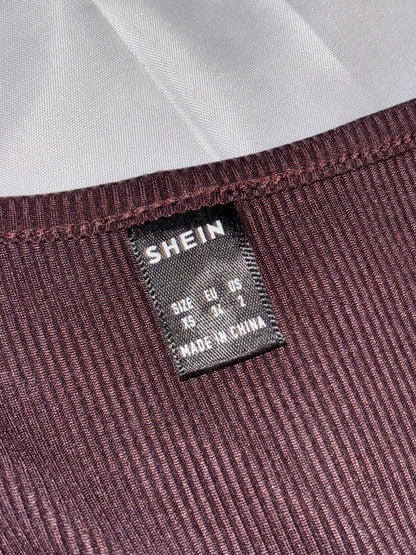 SHEIN
SIZE EU US
XS 34 2
MADE IN CHINA